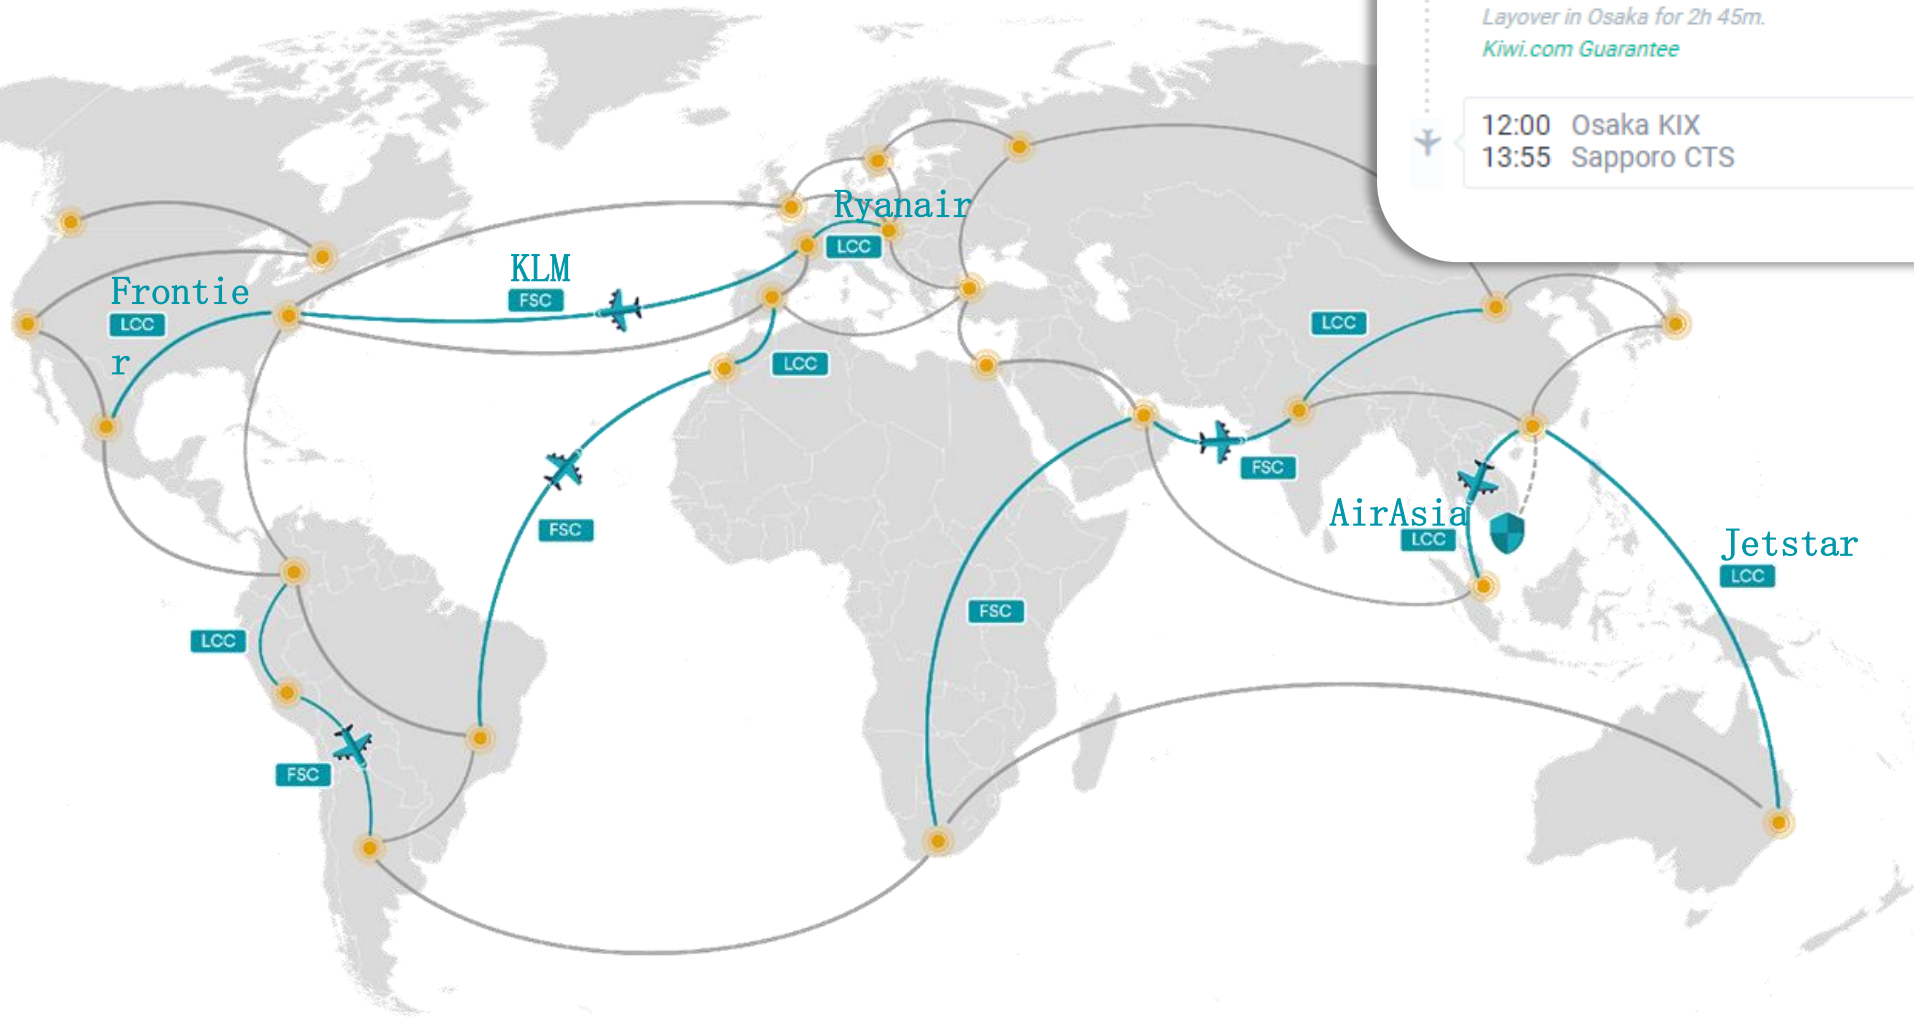 Layover in Osaka for 2h 45m.
Kiwi.com Guarantee
12:00 Osaka KIX
13:55 Sapporo CTS
Ryanair
LCC
KLM
FSC
Frontie
LCC
r
LCC
LCC
FSC
AirAsia
LCC
FSC
Jetstar
LCC
FSC
LCC
FSC